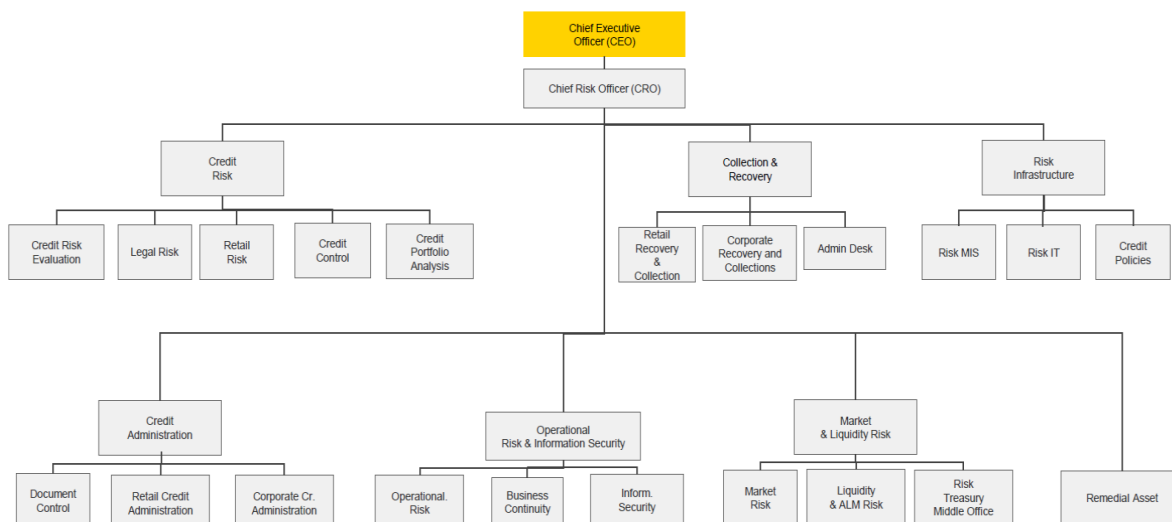 Chief Executive
Officer (CEO)
Chief Risk Officer (CRO)
Credit
Risk
Collection &
Recovery
Risk
Infrastructure
Credit Risk
Evaluation
Legal Risk
Retail
Risk
Credit
Control
Credit
Portfolio
Analysis
Retail
Recovery
&
Collection
Corporate
Recovery and
Collections
Admin Desk
Risk MIS
Risk IT
Credit
Policies
Credit
Administration
Operational
Risk & Information Security
Market
& Liquidity Risk
Document
Control
Retail Credit
Administration
Corporate Cr.
Administration
Operational.
Risk
Business
Continuity
Inform.
Security
Market
Risk
Liquidity
& ALM Risk
Risk
Treasury
Middle Office
Remedial Asset